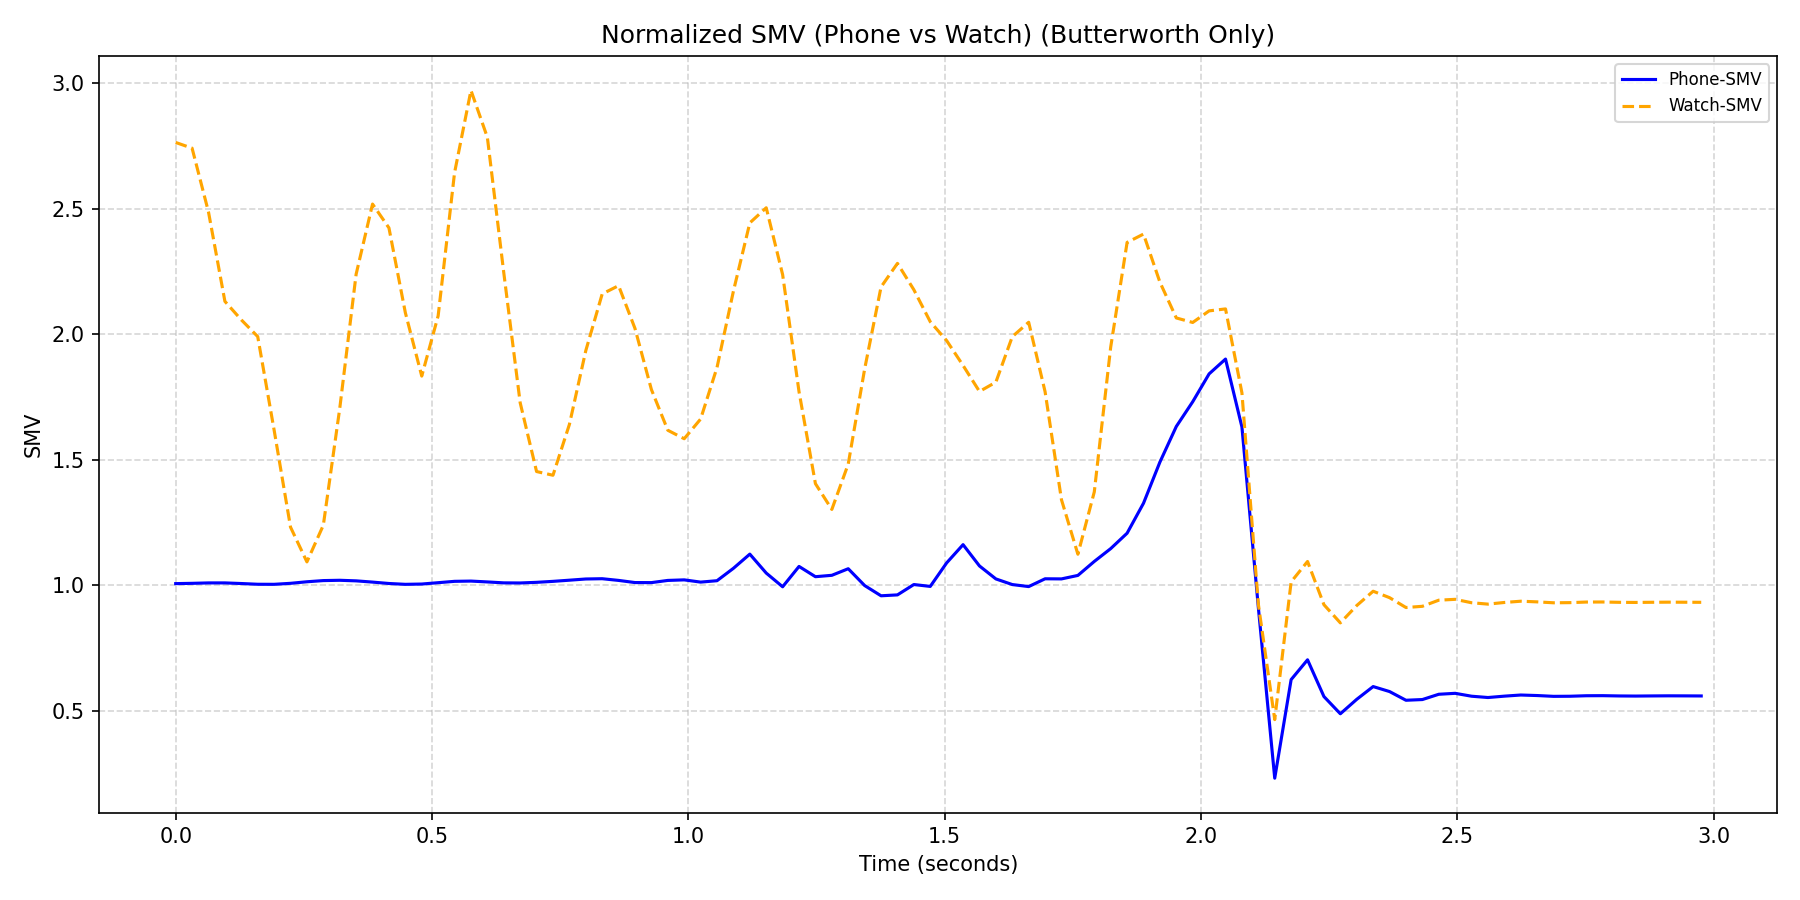 Normalized SMV (Phone vs Watch) (Butterworth Only)
Phone-SMV
Watch-SMV
SMV
3.0
2.5
2.0
1.5
1.0
0.5
0.0 0.5 1.0 1.5 2.0 2.5 3.0
Time (seconds)